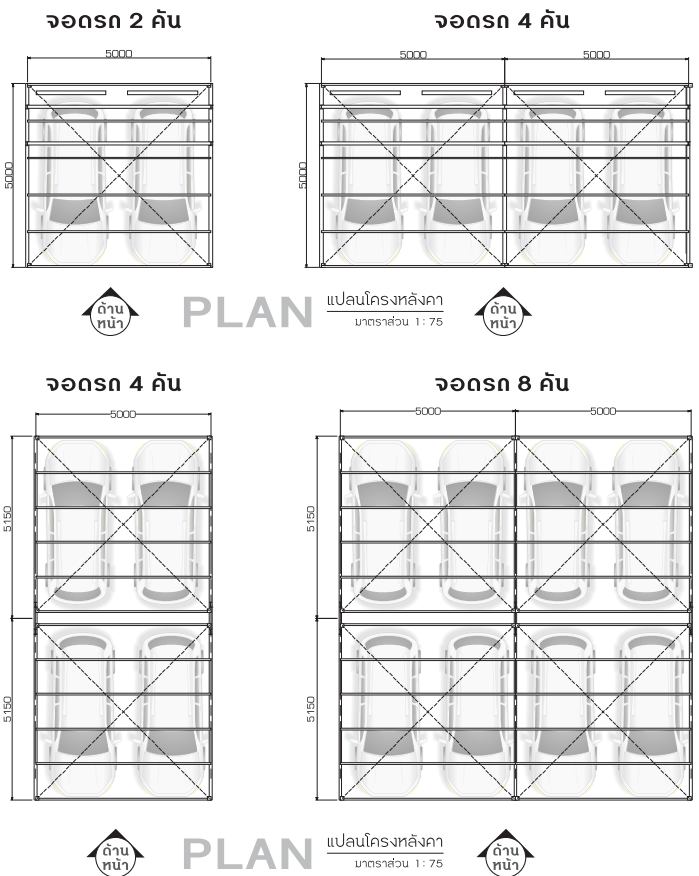 จอดรถ 2 คัน
จอดรถ 4 คัน
5000
5000
5000
5000
5000
ด้าน
หน้า
PLAN
แปลนโครงหลังคา
มาตราส่วน 1 : 75
ด้าน
หน้า
จอดรถ 4 คัน
จอดรถ 8 คัน
5000
5000
5000
5150
5150
5150
5150
ด้าน
หน้า
PLAN
แปลนโครงหลังคา
มาตราส่วน 1 : 75
ด้าน
หน้า